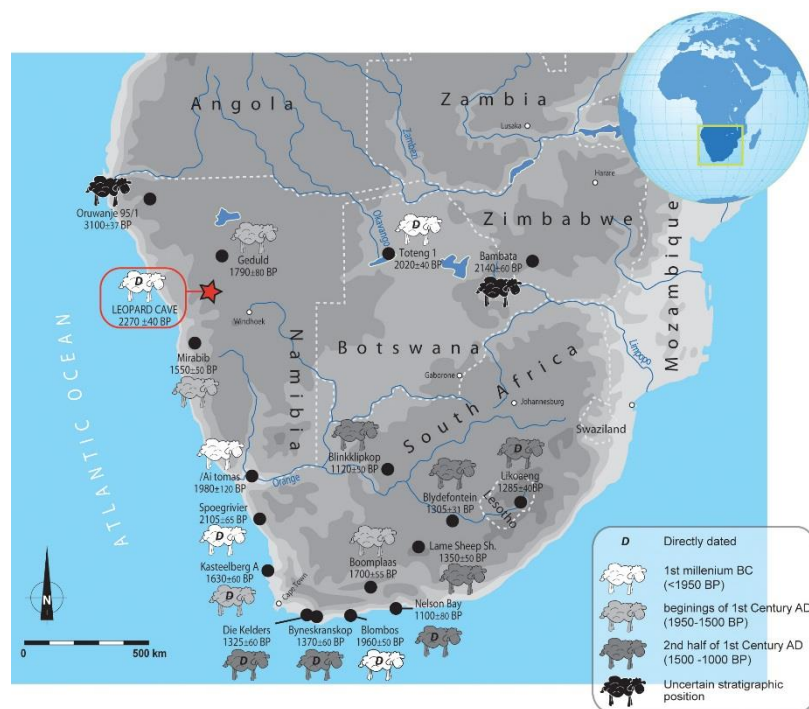 Angola
Zambia
Lusaka
Zambezi
Harare
Zimbabwe
Mozambique
Oruwanje 95/1
3100±37 BP
Geduld
1790±80 BP
Okavango
D
Toteng 1
2020±40 BP
Bambata
2140±60 BP
D
LEOPARD CAVE
2270 ±40 BP
Windhoek
Namibia
Botswana
Limpopo
Mirabib
1550±50 BP
Gaborone
South Africa
Johannesburg
Swaziland
ATLANTIC OCEAN
/Ai tomas
1980±120 BP
Orange
Blinkklipkop
1120±50 BP
D
Likoaeng
1285±40BP
Lesotho
Blydefontein
1305±31 BP
Spoegrivier
2105±65 BP
D
Lame Sheep Sh.
1350±50 BP
Kasteelberg A
1630±60 BP
D
Boomplaas
1700±55 BP
Cape Town
Nelson Bay
1100±80 BP
D
Die Kelders
1325±60 BP
D
Byneskranskop
1370±60 BP
D
Blombos
1960±50 BP
D
N
0
500 km
D Directly dated
1st millenium BC
(<1950 BP)
beginings of 1st Century AD
(1950-1500 BP)
2nd half of 1st Century AD
(1500 -1000 BP)
Uncertain stratigraphic
position